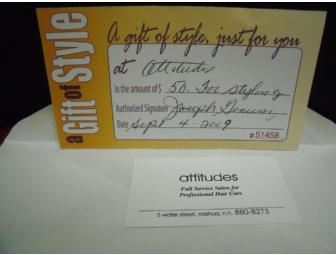 a Gift of Style
A gift of style, just for you
at Attitudes
in the amount of $ 50. For styling
Authorized Signature Joseph
Date Sept 4-2009
#51458
attitudes
Full Service Salon for
Professional Hair Care
5 water street, nashua, n.h. 880-8273